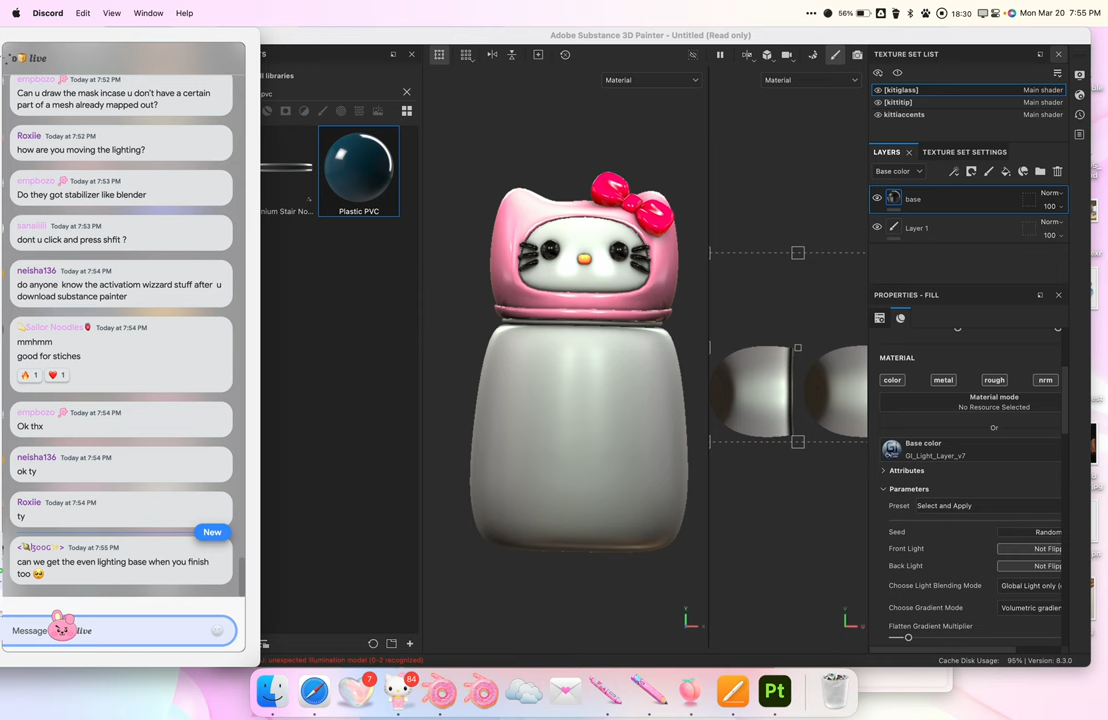 Discord Edit View Window Help
56%
18:30
Mon Mar 20 7:55 PM
live
empbozo Today at 7:52 PM
Can u draw the mask incase u don't have a certain
part of a mesh already mapped out?
Roxiie Today at 7:52 PM
how are you moving the lighting?
empbozo Today at 7:53 PM
Do they got stabilizer like blender
sanalilli Today at 7:53 PM
dont u click and press shfit ?
neisha136 Today at 7:54 PM
do anyone know the activatiom wizzard stuff after u
download substance painter
Sailor Noodles Today at 7:54 PM
mmhmm
good for stiches
🔥 1 ❤️ 1
empbozo Today at 7:54 PM
Ok thx
neisha136 Today at 7:54 PM
ok ty
Roxiie Today at 7:54 PM
ty
New
Today at 7:55 PM
can we get the even lighting base when you finish
too 🥺
Message live
Adobe Substance 3D Painter - Untitled (Read only)
ll libraries
pvc
nium Stair No...
Plastic PVC
Material
Material
Y
X
Y
unexpected illumination model (0-2 recognized)
TEXTURE SET LIST
[kitiglass] Main shader
[kittitip] Main shader
kittiaccents Main shader
LAYERS TEXTURE SET SETTINGS
Base color
base
Norm
100
Layer 1
Norm
100
PROPERTIES - FILL
MATERIAL
color metal rough nrm
Material mode
No Resource Selected
Or
Base color
GI_Light_Layer_v7
Attributes
Parameters
Preset Select and Apply
Seed Random
Front Light Not Flipp
Back Light Not Flipp
Choose Light Blending Mode Global Light only (
Choose Gradient Mode Volumetric gradien
Flatten Gradient Multiplier
Cache Disk Usage: 95% | Version: 8.3.0
7
84
Pt